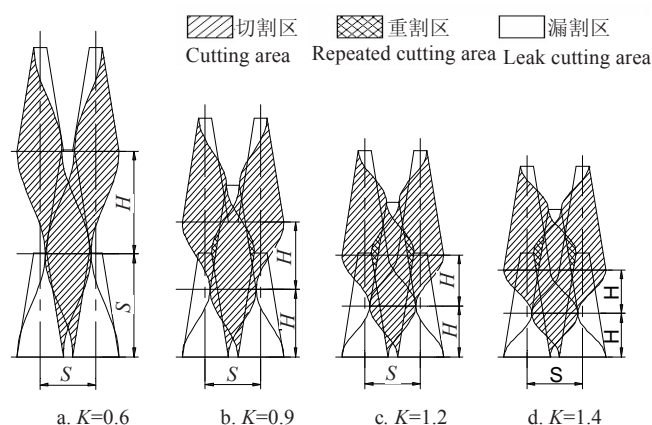 切割区 重割区 漏割区
Cutting area Repeated cutting area Leak cutting area
H
S
S
H
H
S
H
H
S
H
H
S
a. K=0.6 b. K=0.9 c. K=1.2 d. K=1.4